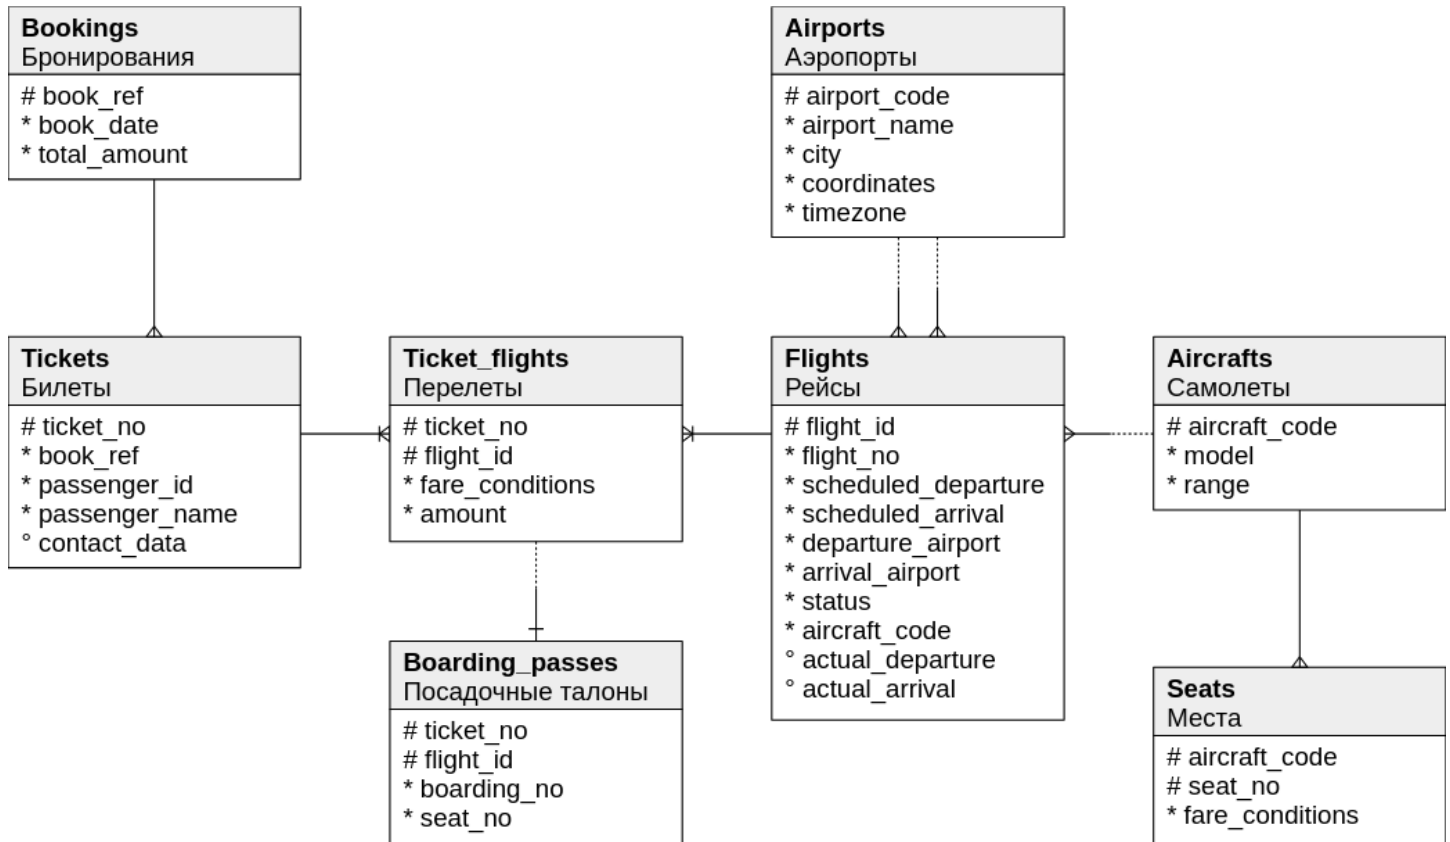 Bookings
Бронирования
# book_ref
* book_date
* total_amount
Airports
Аэропорты
# airport_code
* airport_name
* city
* coordinates
* timezone
Tickets
Билеты
# ticket_no
* book_ref
* passenger_id
* passenger_name
° contact_data
Ticket_flights
Перелеты
# ticket_no
# flight_id
* fare_conditions
* amount
Flights
Рейсы
# flight_id
* flight_no
* scheduled_departure
* scheduled_arrival
* departure_airport
* arrival_airport
* status
* aircraft_code
° actual_departure
° actual_arrival
Aircrafts
Самолеты
# aircraft_code
* model
* range
Boarding_passes
Посадочные талоны
# ticket_no
# flight_id
* boarding_no
* seat_no
Seats
Места
# aircraft_code
# seat_no
* fare_conditions